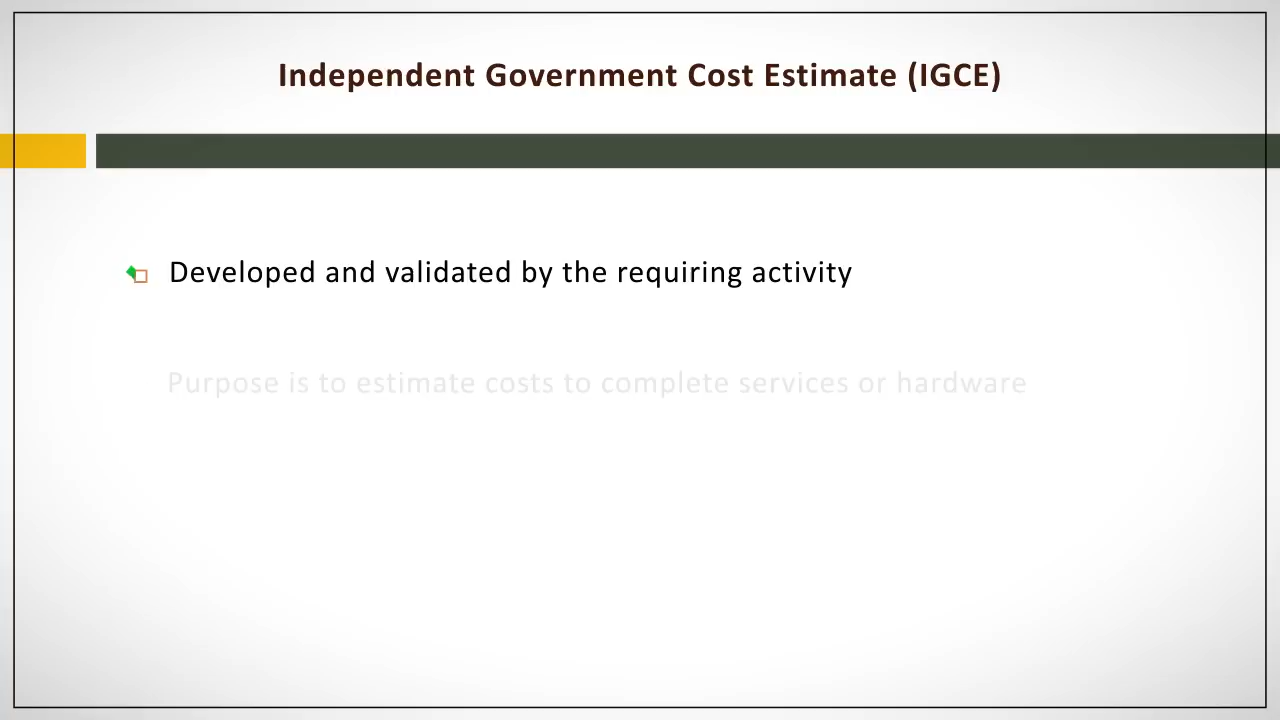 Independent Government Cost Estimate (IGCE)
Developed and validated by the requiring activity
Purpose is to estimate costs to complete services or hardware